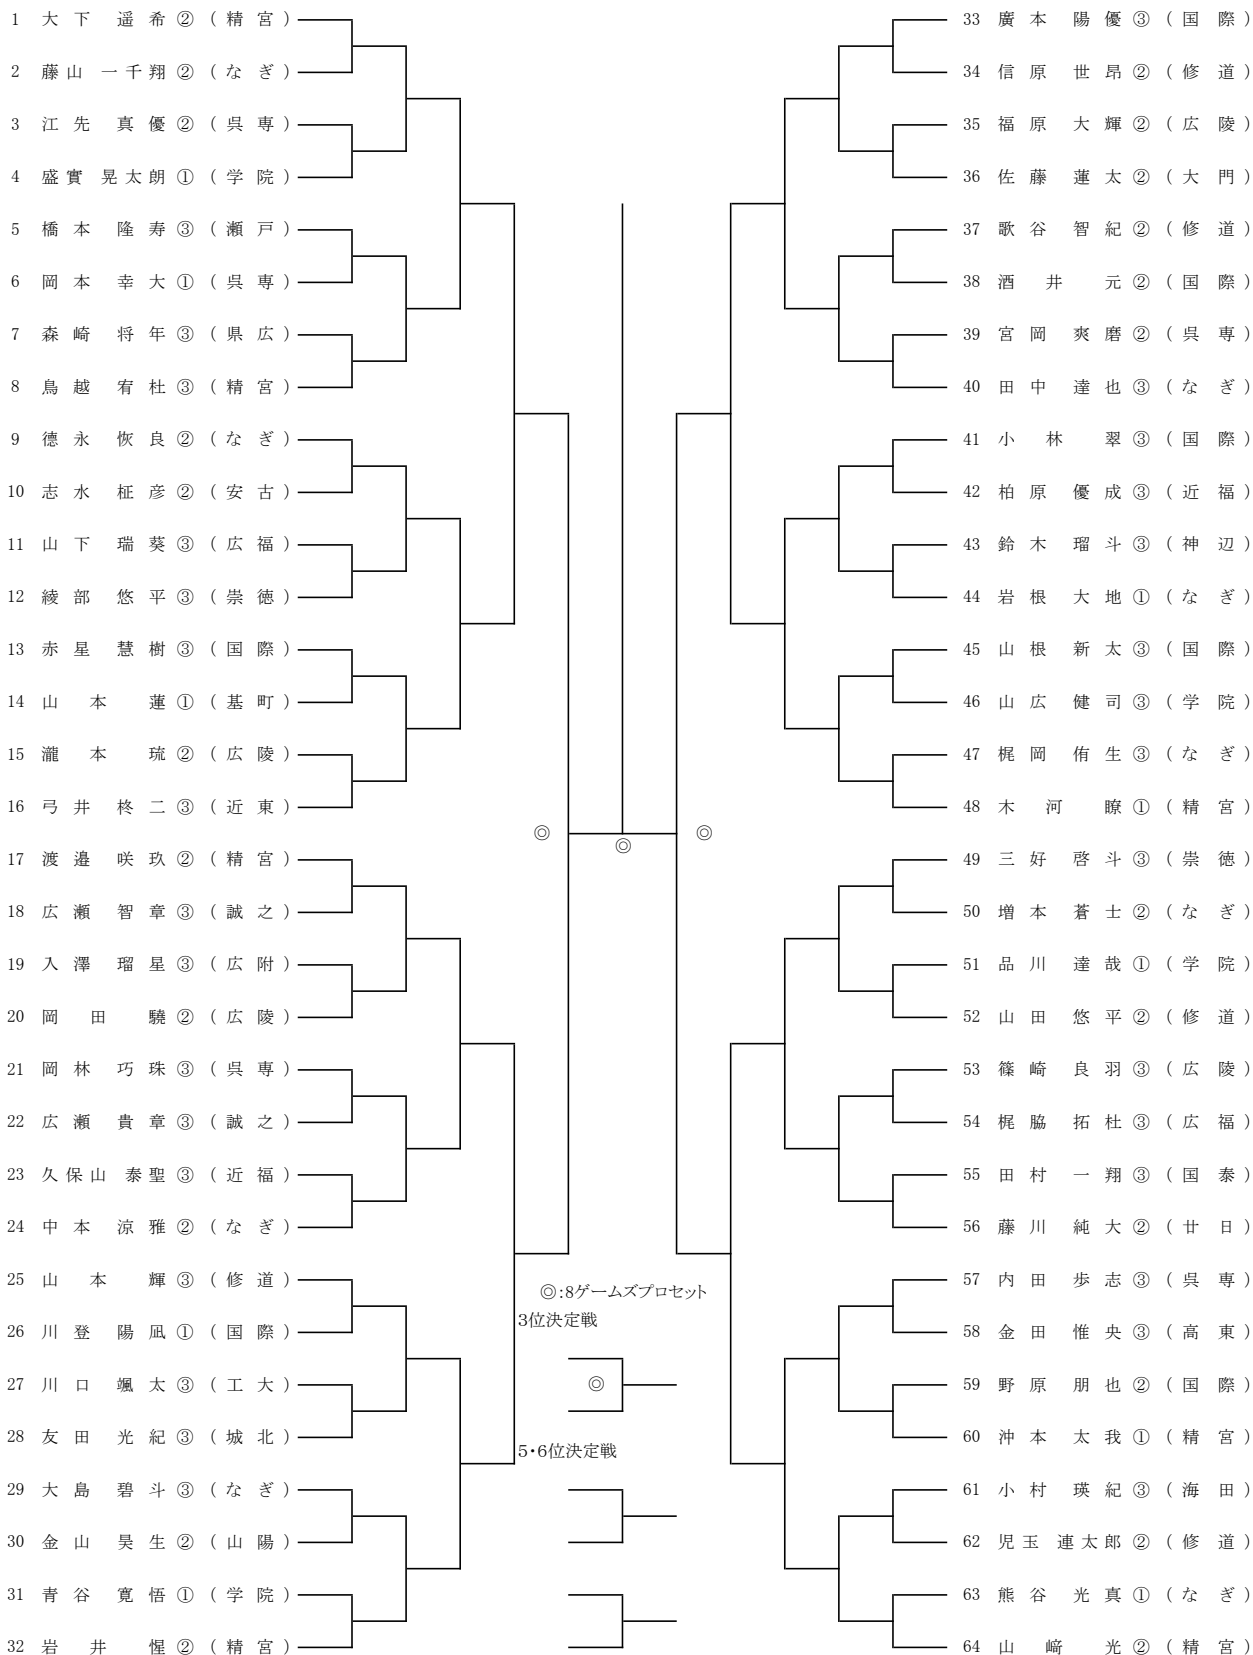 1 大下 遥希 ② (精宮)
2 藤山 一千翔 ② (なぎ)
3 江先 真優 ② (呉専)
4 盛實 晃太朗 ① (学院)
5 橋本 隆寿 ③ (瀬戸)
6 岡本 幸大 ① (呉専)
7 森崎 将年 ③ (県広)
8 鳥越 宥杜 ③ (精宮)
9 德永 恢良 ② (なぎ)
10 志水 柾彦 ② (安古)
11 山下 瑞葵 ③ (広福)
12 綾部 悠平 ③ (崇徳)
13 赤星 慧樹 ③ (国際)
14 山本 蓮 ① (基町)
15 瀧本 琉 ② (広陵)
16 弓井 柊二 ③ (近東)
17 渡邉 咲玖 ② (精宮)
18 広瀬 智章 ③ (誠之)
19 入澤 瑠星 ③ (広附)
20 岡田 驍 ② (広陵)
21 岡林 巧珠 ③ (呉専)
22 広瀬 貴章 ③ (誠之)
23 久保山 泰聖 ③ (近福)
24 中本 涼雅 ② (なぎ)
25 山本 輝 ③ (修道)
26 川登 陽凪 ① (国際)
27 川口 颯太 ③ (工大)
28 友田 光紀 ③ (城北)
29 大島 碧斗 ③ (なぎ)
30 金山 昊生 ② (山陽)
31 青谷 寛悟 ① (学院)
32 岩井 惺 ② (精宮)
◎
◎
◎
◎:8ゲームズプロセット
3位決定戦
◎
5・6位決定戦
33 廣本 陽優 ③ (国際)
34 信原 世昂 ② (修道)
35 福原 大輝 ② (広陵)
36 佐藤 蓮太 ② (大門)
37 歌谷 智紀 ② (修道)
38 酒井 元 ② (国際)
39 宮岡 爽磨 ② (呉専)
40 田中 達也 ③ (なぎ)
41 小林 翠 ③ (国際)
42 柏原 優成 ③ (近福)
43 鈴木 瑠斗 ③ (神辺)
44 岩根 大地 ① (なぎ)
45 山根 新太 ③ (国際)
46 山広 健司 ③ (学院)
47 梶岡 侑生 ③ (なぎ)
48 木河 瞭 ① (精宮)
49 三好 啓斗 ③ (崇徳)
50 増本 蒼士 ② (なぎ)
51 品川 達哉 ① (学院)
52 山田 悠平 ② (修道)
53 篠崎 良羽 ③ (広陵)
54 梶脇 拓杜 ③ (広福)
55 田村 一翔 ③ (国泰)
56 藤川 純大 ② (廿日)
57 内田 歩志 ③ (呉専)
58 金田 惟央 ③ (高東)
59 野原 朋也 ② (国際)
60 沖本 太我 ① (精宮)
61 小村 瑛紀 ③ (海田)
62 児玉 連太郎 ② (修道)
63 熊谷 光真 ① (なぎ)
64 山﨑 光 ② (精宮)